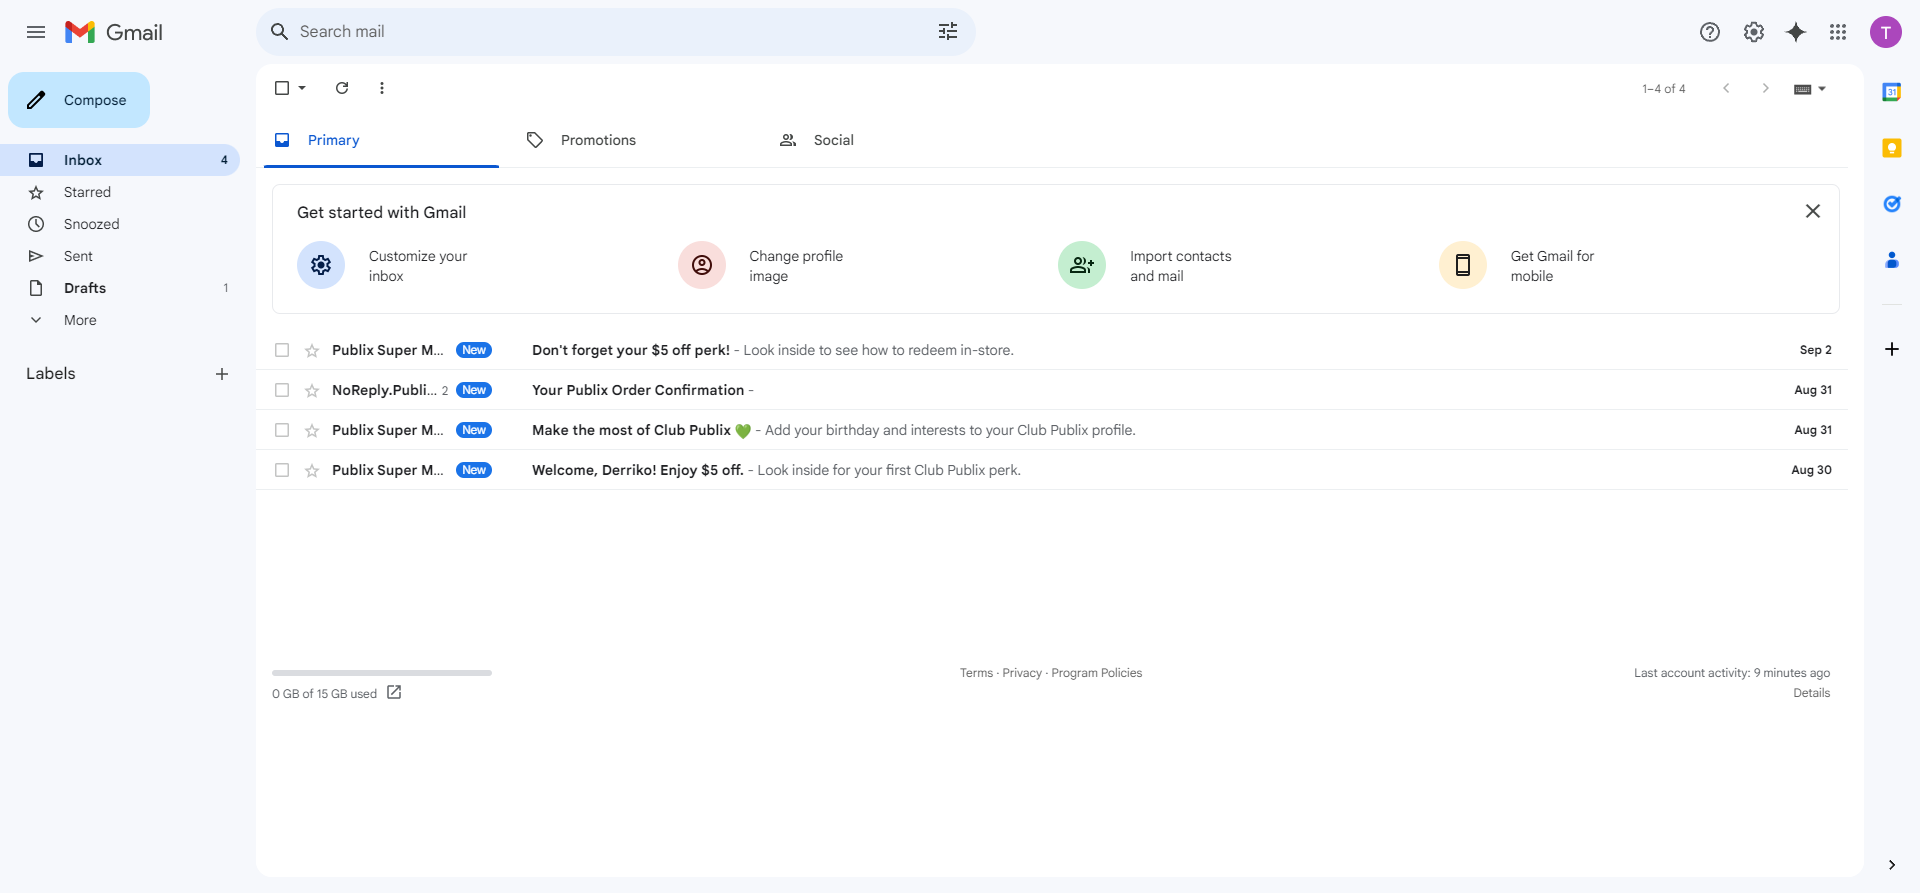 Gmail
Search mail
T
Compose
Inbox 4
Starred
Snoozed
Sent
Drafts 1
More
Labels
1–4 of 4
31
Primary
Promotions
Social
Get started with Gmail
Customize your
inbox
Change profile
image
Import contacts
and mail
Get Gmail for
mobile
Publix Super M... New Don't forget your $5 off perk! - Look inside to see how to redeem in-store. Sep 2
NoReply.Publi... 2 New Your Publix Order Confirmation - Aug 31
Publix Super M... New Make the most of Club Publix 💚 - Add your birthday and interests to your Club Publix profile. Aug 31
Publix Super M... New Welcome, Derriko! Enjoy $5 off. - Look inside for your first Club Publix perk. Aug 30
0 GB of 15 GB used
Terms · Privacy · Program Policies
Last account activity: 9 minutes ago
Details